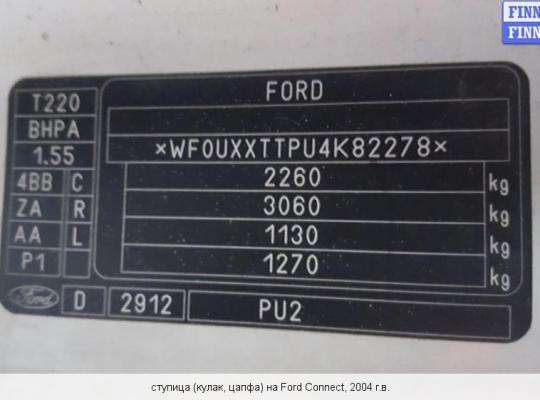 FINN
FINN
T220
FORD
BHPA
1.55
*WF0UXXTTPU4K82278*
4BB C
2260 kg
ZA R
3060 kg
AA L
1130 kg
P1
1270 kg
Ford D 2912 PU2
ступица (кулак, цапфа) на Ford Connect, 2004 г.в.